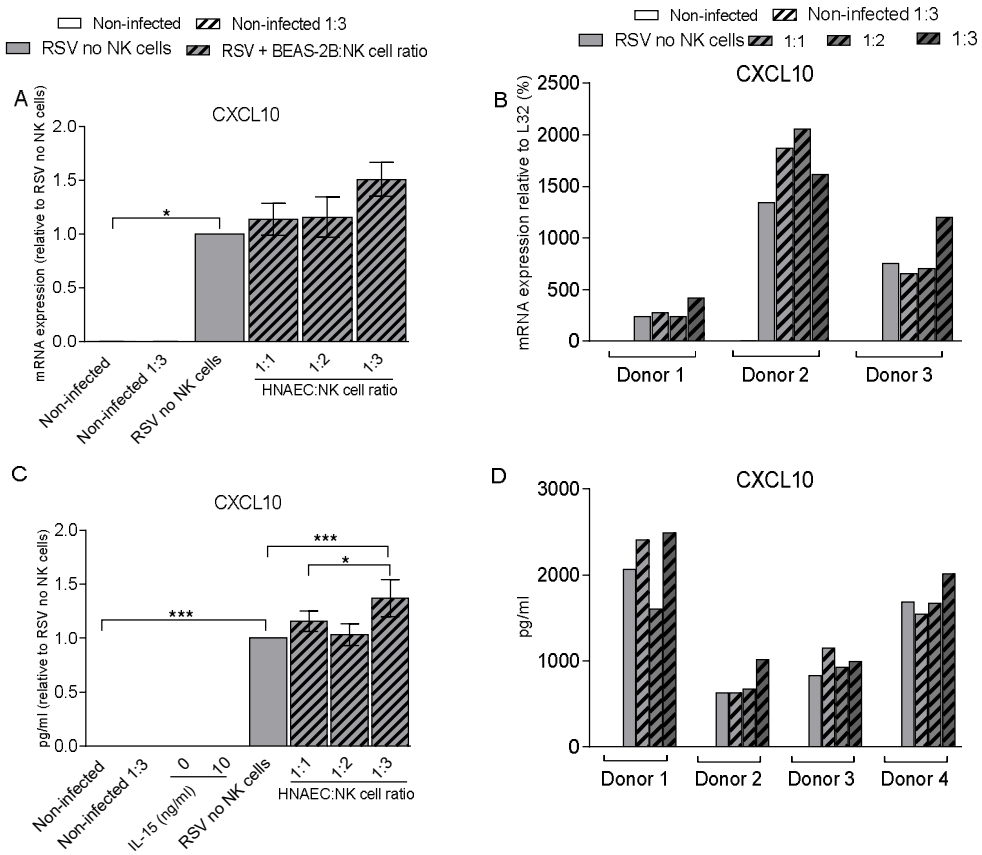 Non-infected Non-infected 1:3
RSV no NK cells RSV + BEAS-2B:NK cell ratio
A
CXCL10
mRNA expression (relative to RSV no NK cells)
2.0
1.5
1.0
0.5
0.0
*
Non-infected
Non-infected 1:3
RSV no NK cells
1:1 1:2 1:3
HNAEC:NK cell ratio
Non-infected Non-infected 1:3
RSV no NK cells 1:1 1:2 1:3
B
CXCL10
mRNA expression relative to L32 (%)
2500
2000
1500
1000
500
0
Donor 1 Donor 2 Donor 3
C
CXCL10
pg/ml (relative to RSV no NK cells)
2.0
1.5
1.0
0.5
0.0
***
*
***
Non-infected
Non-infected 1:3
0 10
IL-15 (ng/ml)
RSV no NK cells
1:1 1:2 1:3
HNAEC:NK cell ratio
D
CXCL10
pg/ml
3000
2000
1000
0
Donor 1 Donor 2 Donor 3 Donor 4